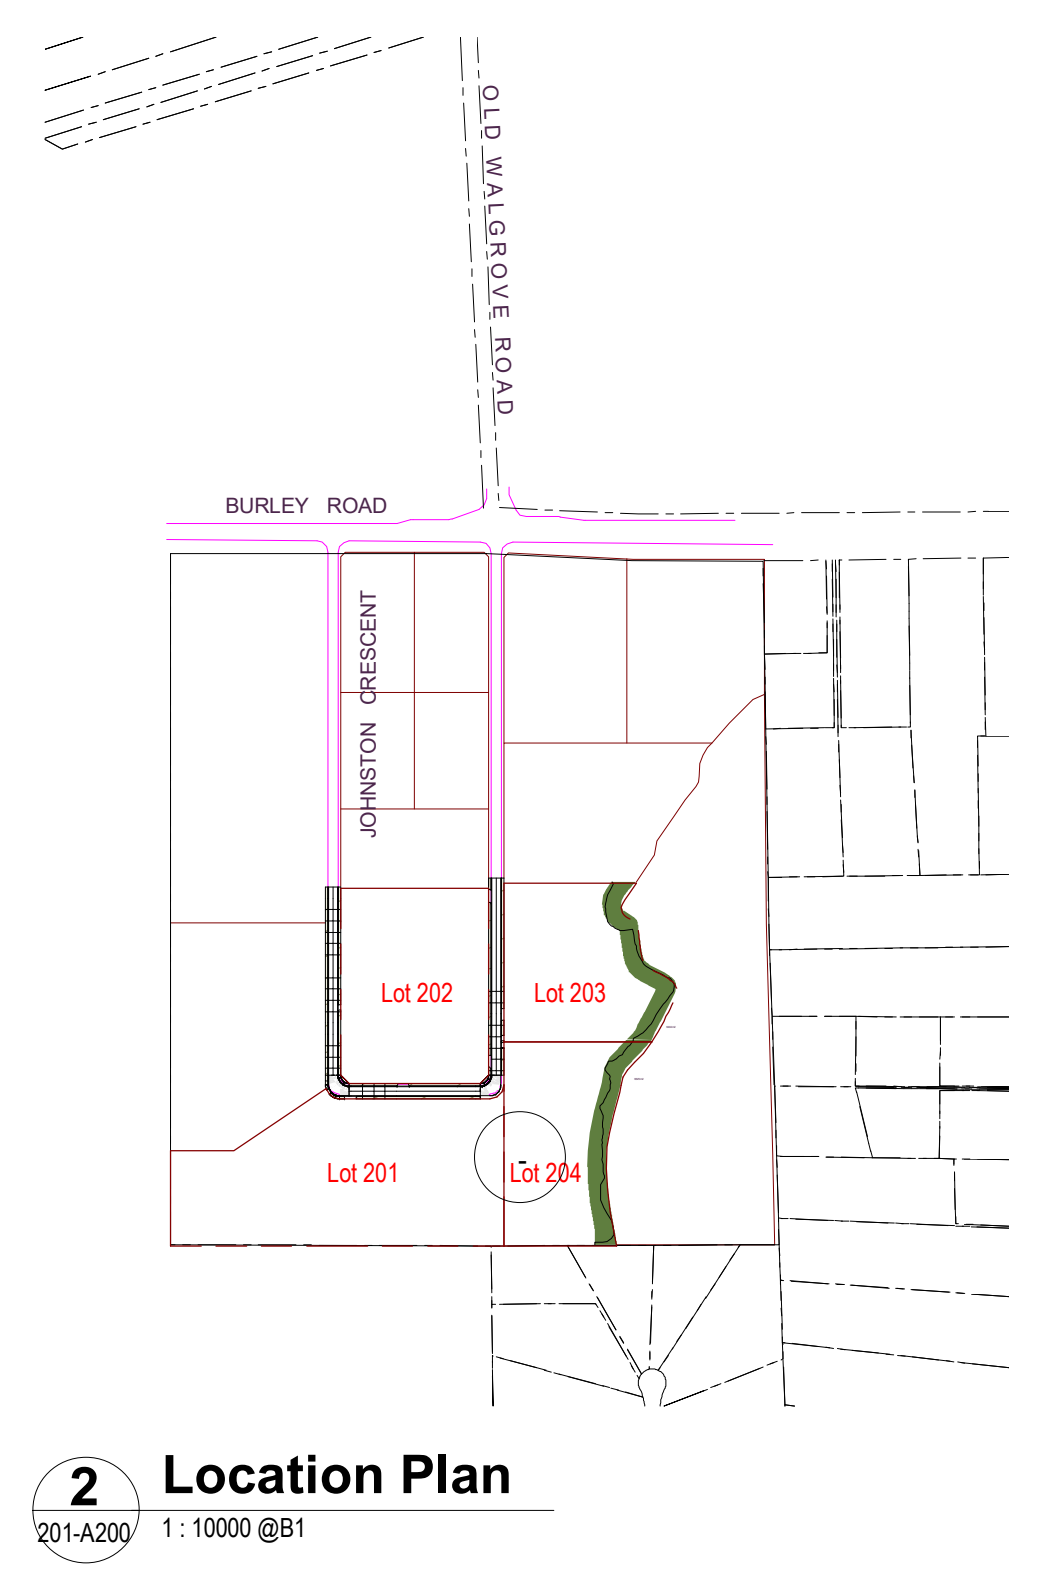 OLD WALGROVE ROAD
BURLEY ROAD
JOHNSTON CRESCENT
Lot 202
Lot 203
Lot 201
-
Lot 204
2
201-A200
Location Plan
1 : 10000 @B1